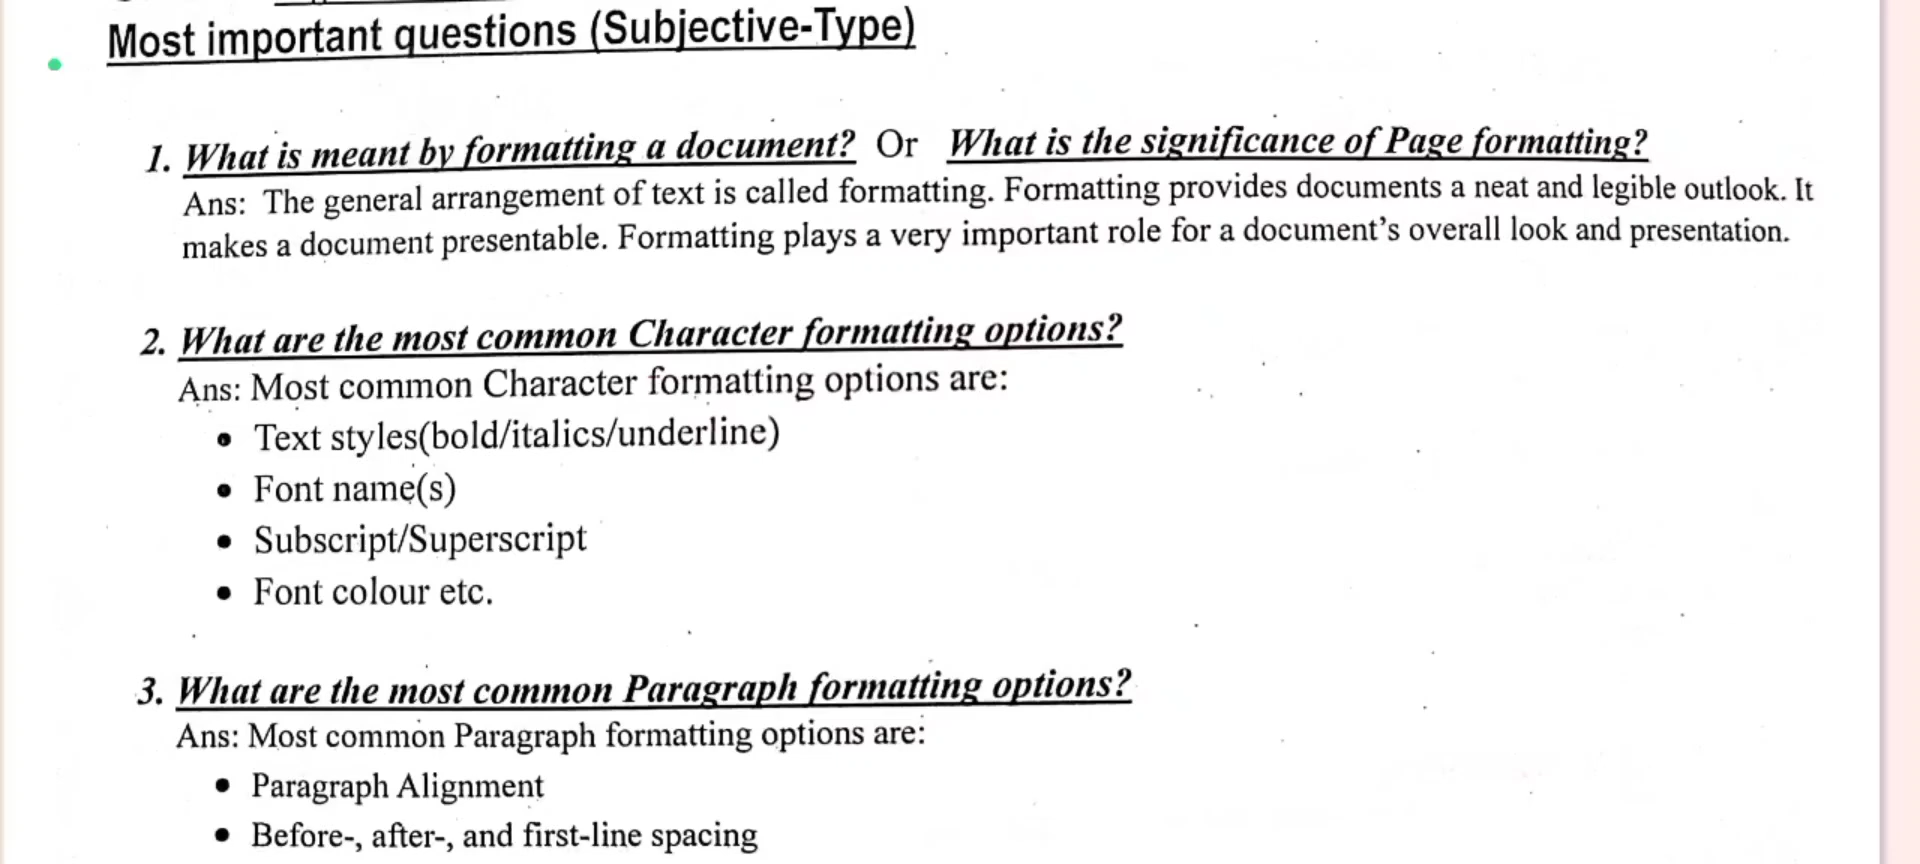 Most important questions (Subjective-Type)
1. What is meant by formatting a document? Or What is the significance of Page formatting?
Ans: The general arrangement of text is called formatting. Formatting provides documents a neat and legible outlook. It
makes a document presentable. Formatting plays a very important role for a document's overall look and presentation.
2. What are the most common Character formatting options?
Ans: Most common Character formatting options are:
• Text styles(bold/italics/underline)
• Font name(s)
• Subscript/Superscript
• Font colour etc.
3. What are the most common Paragraph formatting options?
Ans: Most common Paragraph formatting options are:
• Paragraph Alignment
• Before-, after-, and first-line spacing